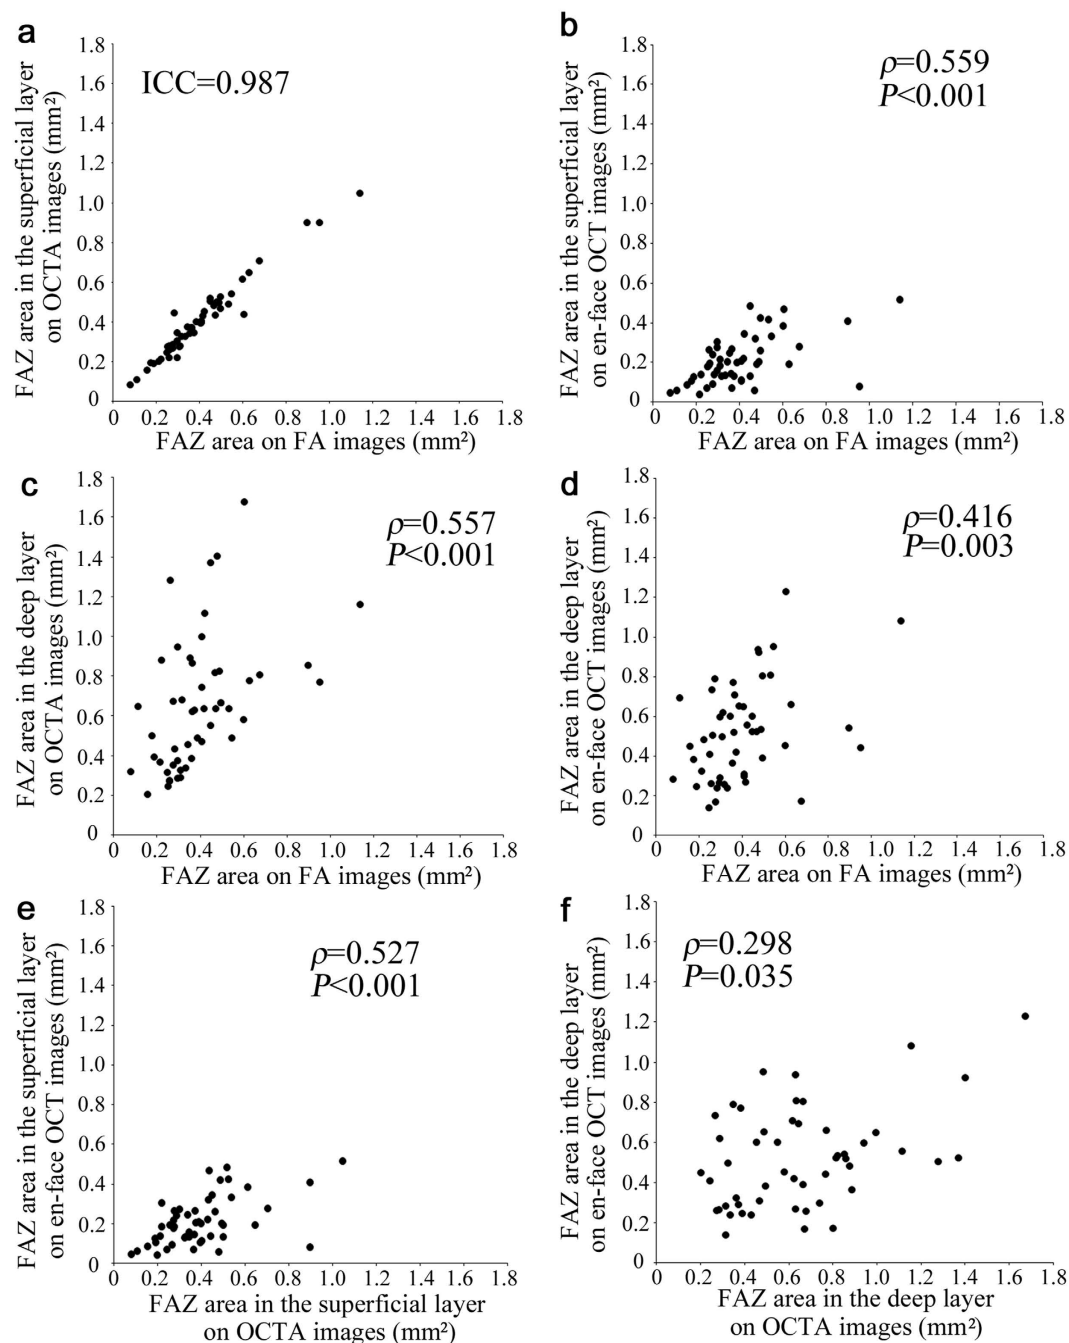 a
ICC=0.987
FAZ area in the superficial layer
on OCTA images (mm²)
1.8
1.6
1.4
1.2
1.0
0.8
0.6
0.4
0.2
0
0 0.2 0.4 0.6 0.8 1.0 1.2 1.4 1.6 1.8
FAZ area on FA images (mm²)
b
ρ=0.559
P<0.001
FAZ area in the superficial layer
on en-face OCT images (mm²)
1.8
1.6
1.4
1.2
1.0
0.8
0.6
0.4
0.2
0
0 0.2 0.4 0.6 0.8 1.0 1.2 1.4 1.6 1.8
FAZ area on FA images (mm²)
c
ρ=0.557
P<0.001
FAZ area in the deep layer
on OCTA images (mm²)
1.8
1.6
1.4
1.2
1.0
0.8
0.6
0.4
0.2
0
0 0.2 0.4 0.6 0.8 1.0 1.2 1.4 1.6 1.8
FAZ area on FA images (mm²)
d
ρ=0.416
P=0.003
FAZ area in the deep layer
on en-face OCT images (mm²)
1.8
1.6
1.4
1.2
1.0
0.8
0.6
0.4
0.2
0
0 0.2 0.4 0.6 0.8 1.0 1.2 1.4 1.6 1.8
FAZ area on FA images (mm²)
e
ρ=0.527
P<0.001
FAZ area in the superficial layer
on en-face OCT images (mm²)
1.8
1.6
1.4
1.2
1.0
0.8
0.6
0.4
0.2
0
0 0.2 0.4 0.6 0.8 1.0 1.2 1.4 1.6 1.8
FAZ area in the superficial layer
on OCTA images (mm²)
f
ρ=0.298
P=0.035
FAZ area in the deep layer
on en-face OCT images (mm²)
1.8
1.6
1.4
1.2
1.0
0.8
0.6
0.4
0.2
0
0 0.2 0.4 0.6 0.8 1.0 1.2 1.4 1.6 1.8
FAZ area in the deep layer
on OCTA images (mm²)